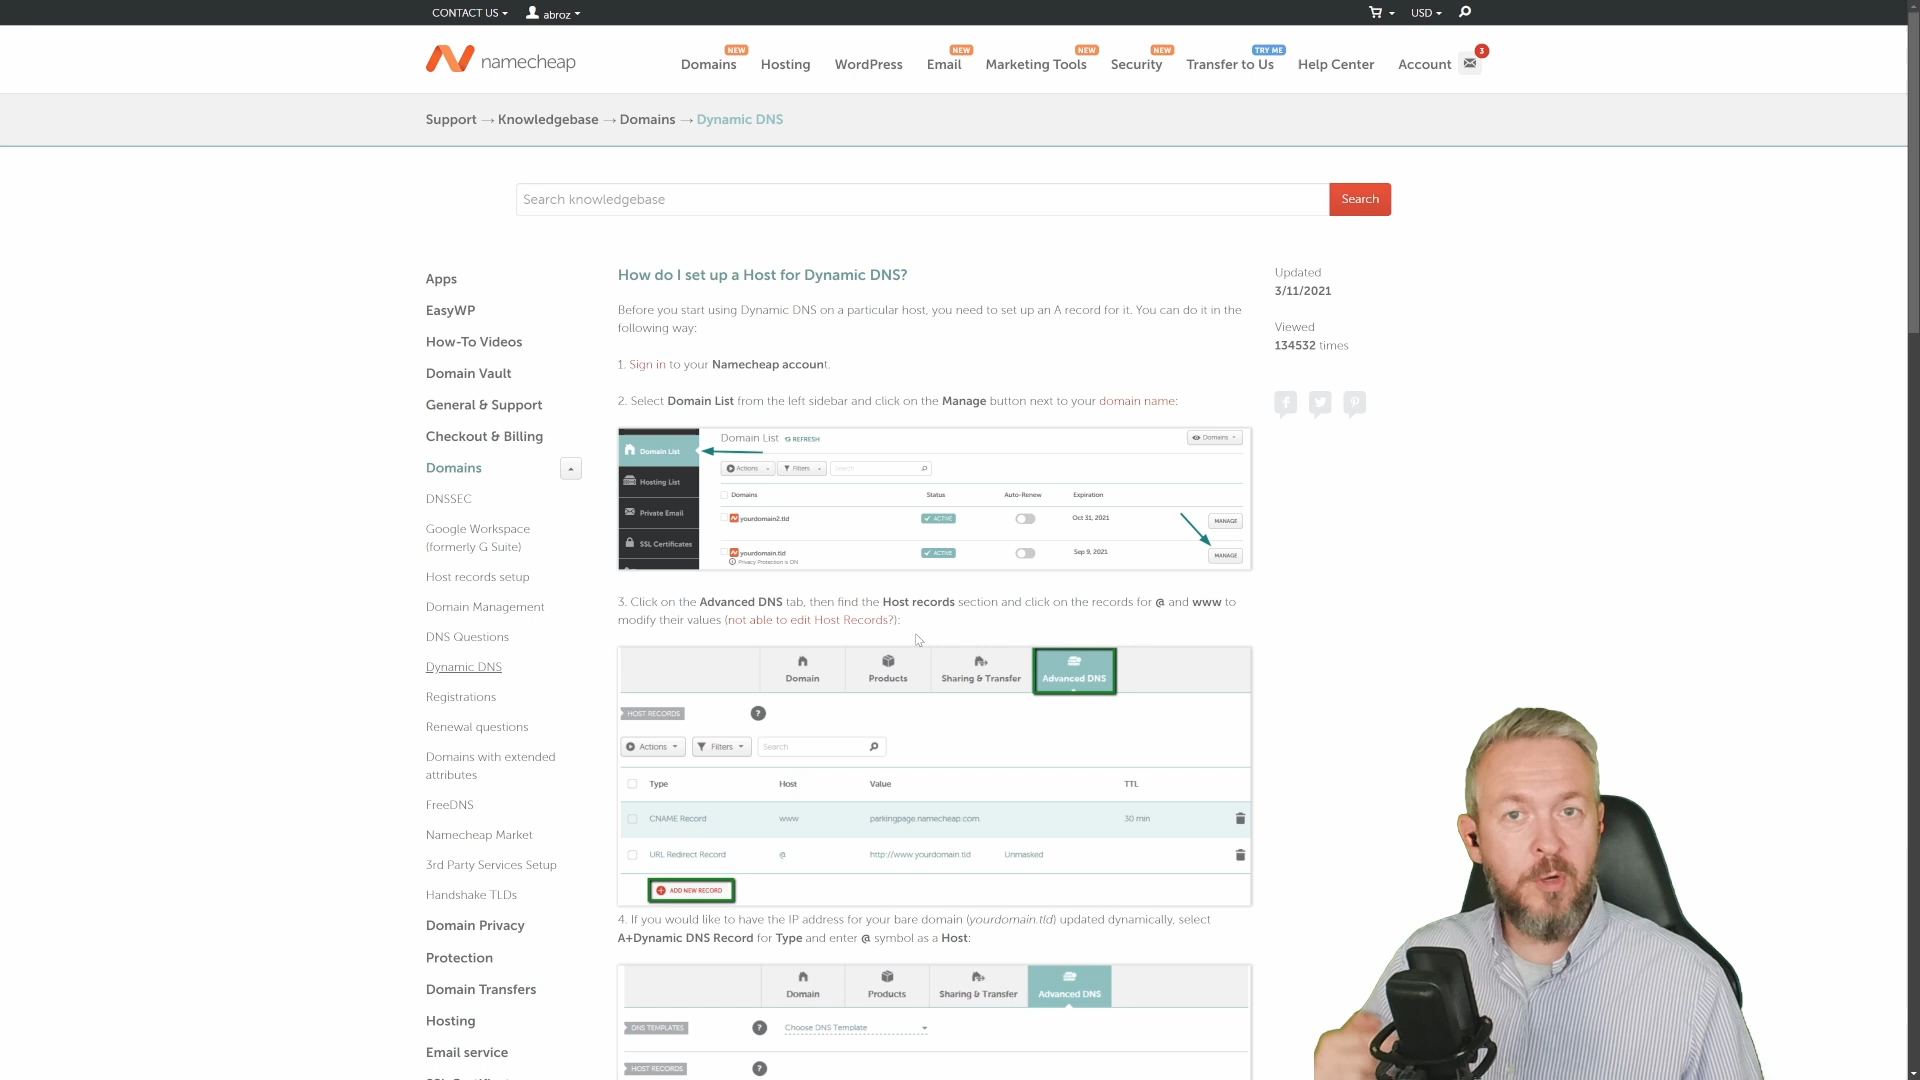 CONTACT US
abroz
USD
namecheap
NEW
NEW
NEW
NEW
TRY ME
3
Domains
Hosting
WordPress
Email
Marketing Tools
Security
Transfer to Us
Help Center
Account
Support → Knowledgebase → Domains → Dynamic DNS
Search knowledgebase
Search
Apps
EasyWP
How-To Videos
Domain Vault
General & Support
Checkout & Billing
Domains
DNSSEC
Google Workspace
(formerly G Suite)
Host records setup
Domain Management
DNS Questions
Dynamic DNS
Registrations
Renewal questions
Domains with extended
attributes
FreeDNS
Namecheap Market
3rd Party Services Setup
Handshake TLDs
Domain Privacy
Protection
Domain Transfers
Hosting
Email service
How do I set up a Host for Dynamic DNS?
Before you start using Dynamic DNS on a particular host, you need to set up an A record for it. You can do it in the
following way:
1. Sign in to your Namecheap account.
2. Select Domain List from the left sidebar and click on the Manage button next to your domain name:
Domain List
Hosting List
Private Email
SSL Certificates
Domain List REFRESH
Domains
Actions
Filters
Search
Domains Status Auto-Renew Expiration
yourdomain2.tld ACTIVE Oct 31, 2021 MANAGE
yourdomain.tld ACTIVE Sep 9, 2021 MANAGE
Privacy Protection is ON
3. Click on the Advanced DNS tab, then find the Host records section and click on the records for @ and www to
modify their values (not able to edit Host Records?):
Domain
Products
Sharing & Transfer
Advanced DNS
HOST RECORDS ?
Actions
Filters
Search
Type Host Value TTL
CNAME Record www parkingpage.namecheap.com. 30 min
URL Redirect Record @ http://www.yourdomain.tld Unmasked
ADD NEW RECORD
4. If you would like to have the IP address for your bare domain (yourdomain.tld) updated dynamically, select
A+Dynamic DNS Record for Type and enter @ symbol as a Host:
Domain
Products
Sharing & Transfer
Advanced DNS
DNS TEMPLATES ? Choose DNS Template
HOST RECORDS ?
Updated
3/11/2021
Viewed
134532 times